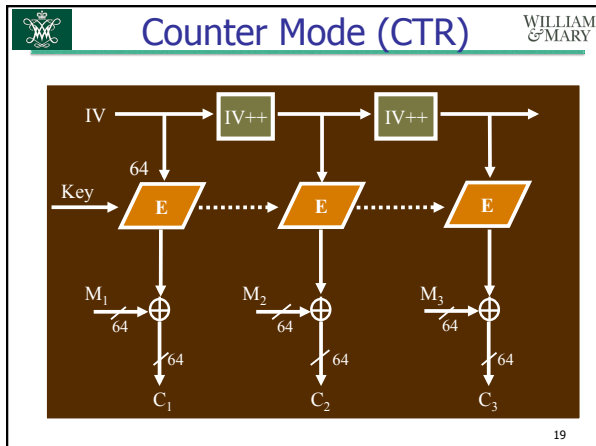 Counter Mode (CTR)
WILLIAM
& MARY
IV
IV++
IV++
64
Key
E
E
E
M₁
64
M₂
64
M₃
64
64
64
64
C₁
C₂
C₃
19